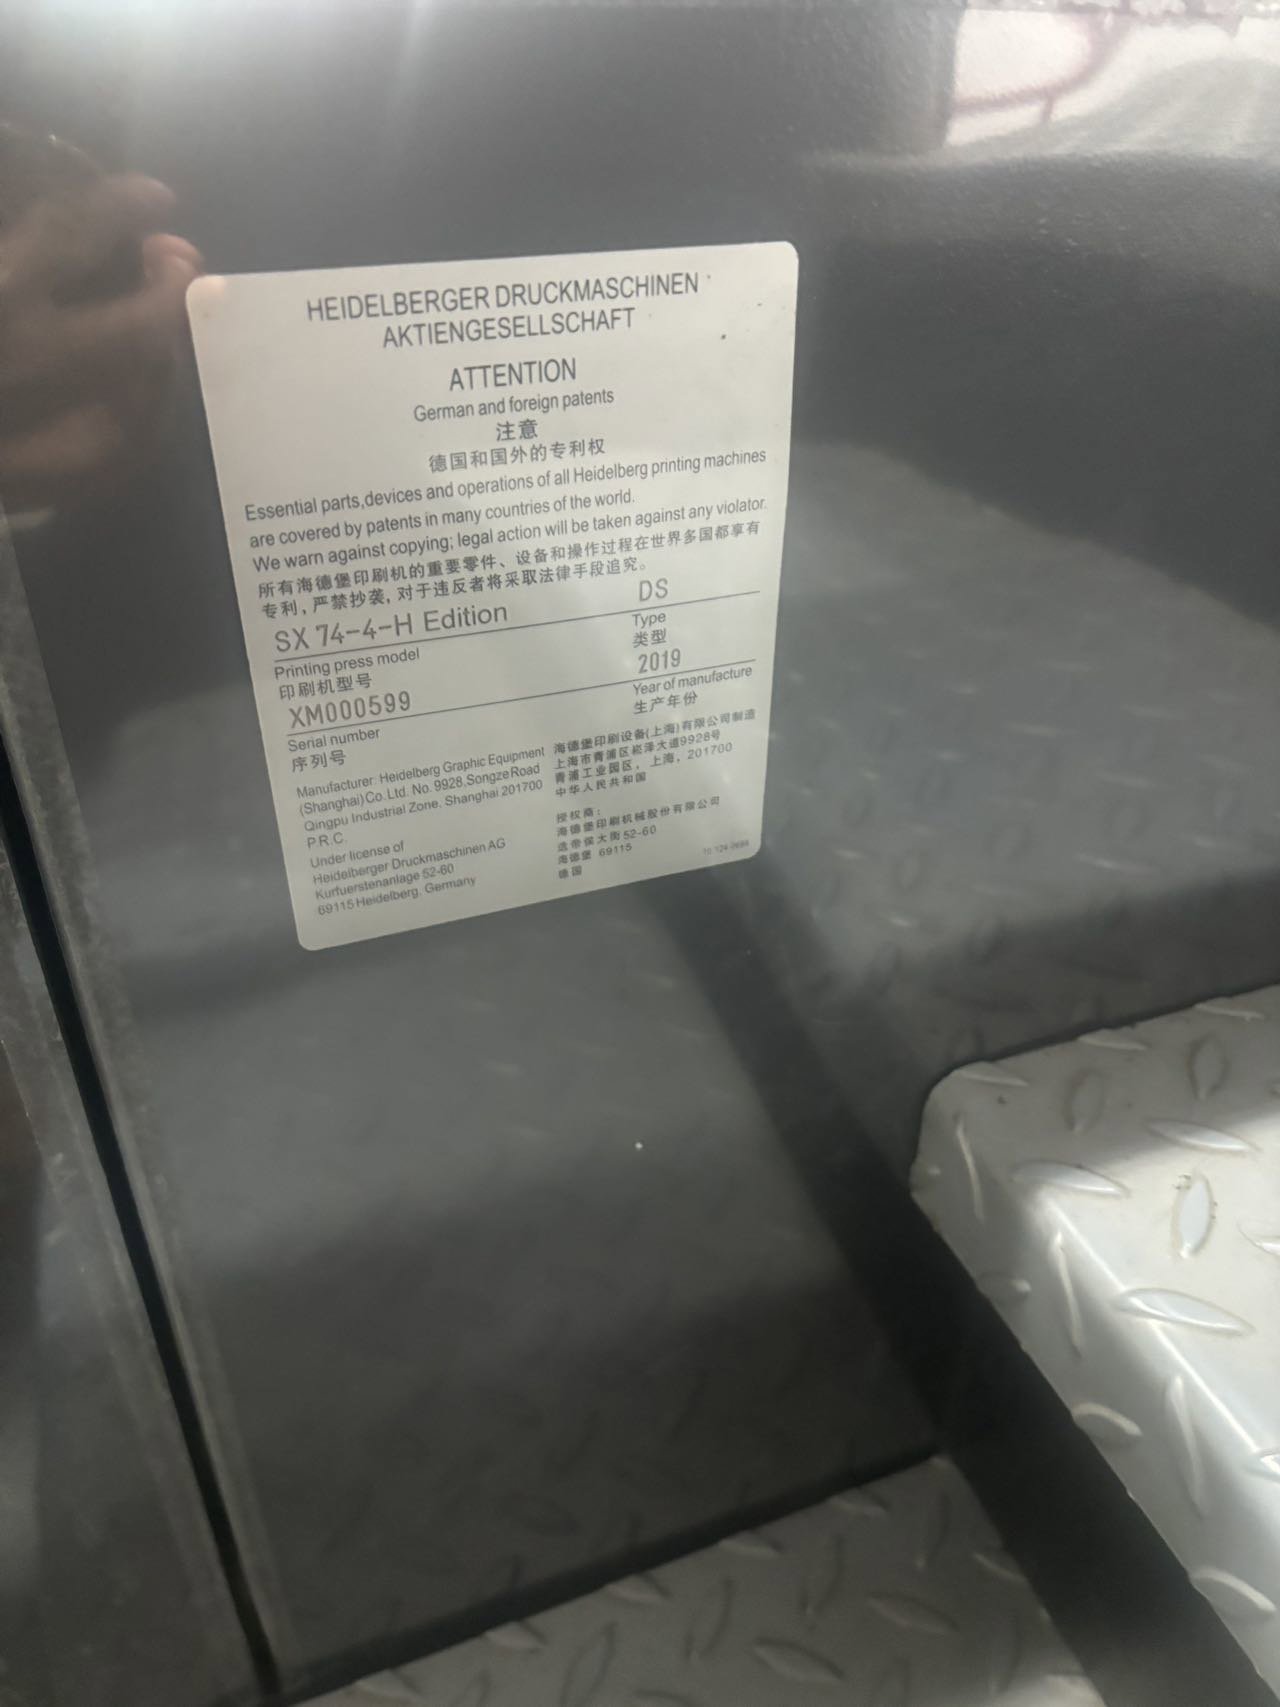 HEIDELBERGER DRUCKMASCHINEN
AKTIENGESELLSCHAFT
ATTENTION
German and foreign patents
注意
德国和国外的专利权
Essential parts,devices and operations of all Heidelberg printing machines
are covered by patents in many countries of the world.
We warn against copying; legal action will be taken against any violator.
所有海德堡印刷机的重要零件、设备和操作过程在世界多国都享有
专利，严禁抄袭，对于违反者将采取法律手段追究。
SX 74-4-H Edition
DS
Printing press model
Type
印刷机型号
类型
XM000599
2019
Serial number
Year of manufacture
序列号
生产年份
Manufacturer: Heidelberg Graphic Equipment
(Shanghai)Co.Ltd. No. 9928,Songze Road
Qingpu Industrial Zone, Shanghai 201700
P.R.C.
Under license of
Heidelberger Druckmaschinen AG
Kurfuerstenanlage 52-60
69115 Heidelberg, Germany
海德堡印刷设备(上海)有限公司制造
上海市青浦区崧泽大道9928号
青浦工业园区，上海，201700
中华人民共和国
授权商：
海德堡印刷机械股份有限公司
选帝侯大街 52-60
海德堡 69115
德国